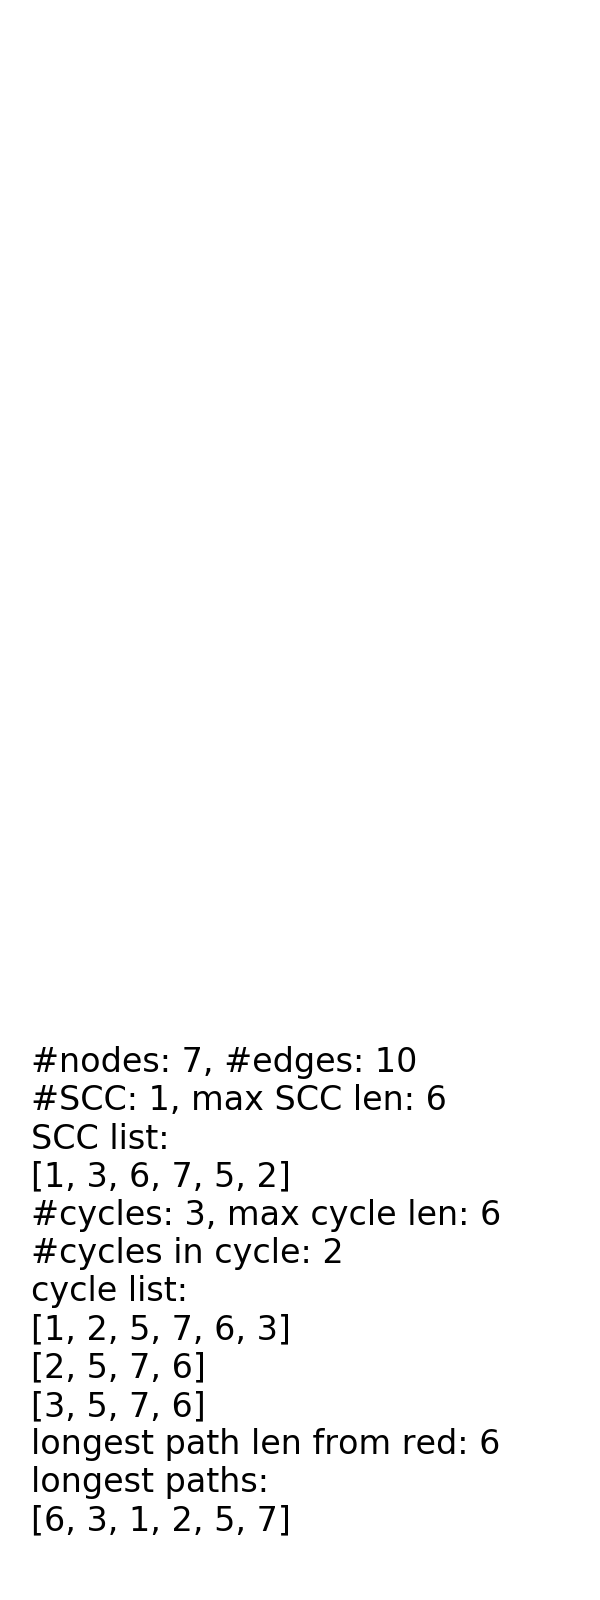 #nodes: 7, #edges: 10
#SCC: 1, max SCC len: 6
SCC list:
[1, 3, 6, 7, 5, 2]
#cycles: 3, max cycle len: 6
#cycles in cycle: 2
cycle list:
[1, 2, 5, 7, 6, 3]
[2, 5, 7, 6]
[3, 5, 7, 6]
longest path len from red: 6
longest paths:
[6, 3, 1, 2, 5, 7]